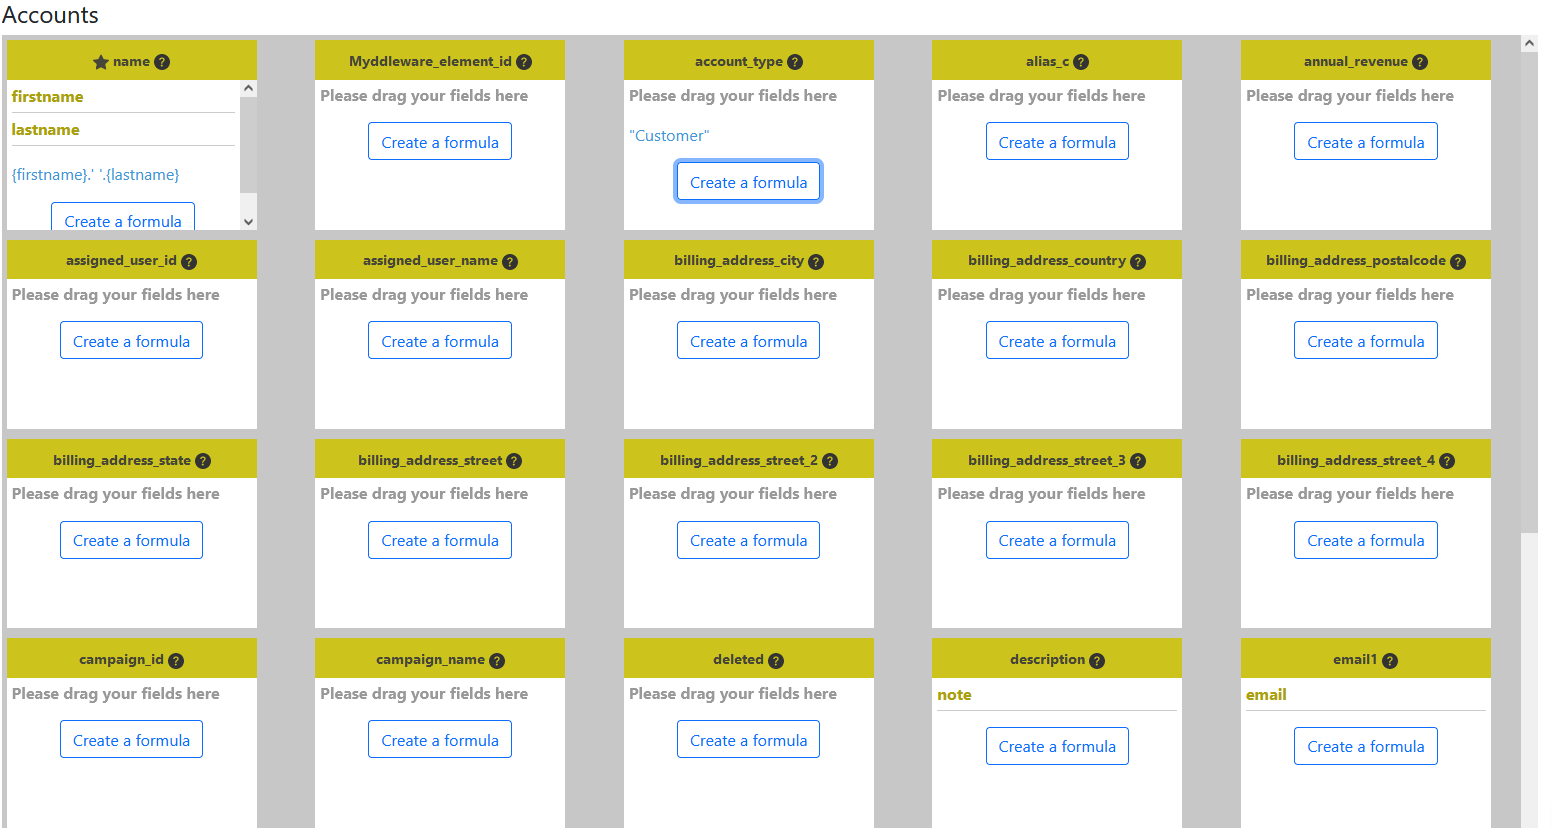 Accounts
name ?
Myddleware_element_id ?
account_type ?
alias_c ?
annual_revenue ?
firstname
lastname
{firstname}.' '.{lastname}
Create a formula
Please drag your fields here
Create a formula
Please drag your fields here
"Customer"
Create a formula
Please drag your fields here
Create a formula
Please drag your fields here
Create a formula
assigned_user_id ?
assigned_user_name ?
billing_address_city ?
billing_address_country ?
billing_address_postalcode ?
Please drag your fields here
Create a formula
Please drag your fields here
Create a formula
Please drag your fields here
Create a formula
Please drag your fields here
Create a formula
Please drag your fields here
Create a formula
billing_address_state ?
billing_address_street ?
billing_address_street_2 ?
billing_address_street_3 ?
billing_address_street_4 ?
Please drag your fields here
Create a formula
Please drag your fields here
Create a formula
Please drag your fields here
Create a formula
Please drag your fields here
Create a formula
Please drag your fields here
Create a formula
campaign_id ?
campaign_name ?
deleted ?
description ?
email1 ?
Please drag your fields here
Create a formula
Please drag your fields here
Create a formula
Please drag your fields here
Create a formula
note
Create a formula
email
Create a formula